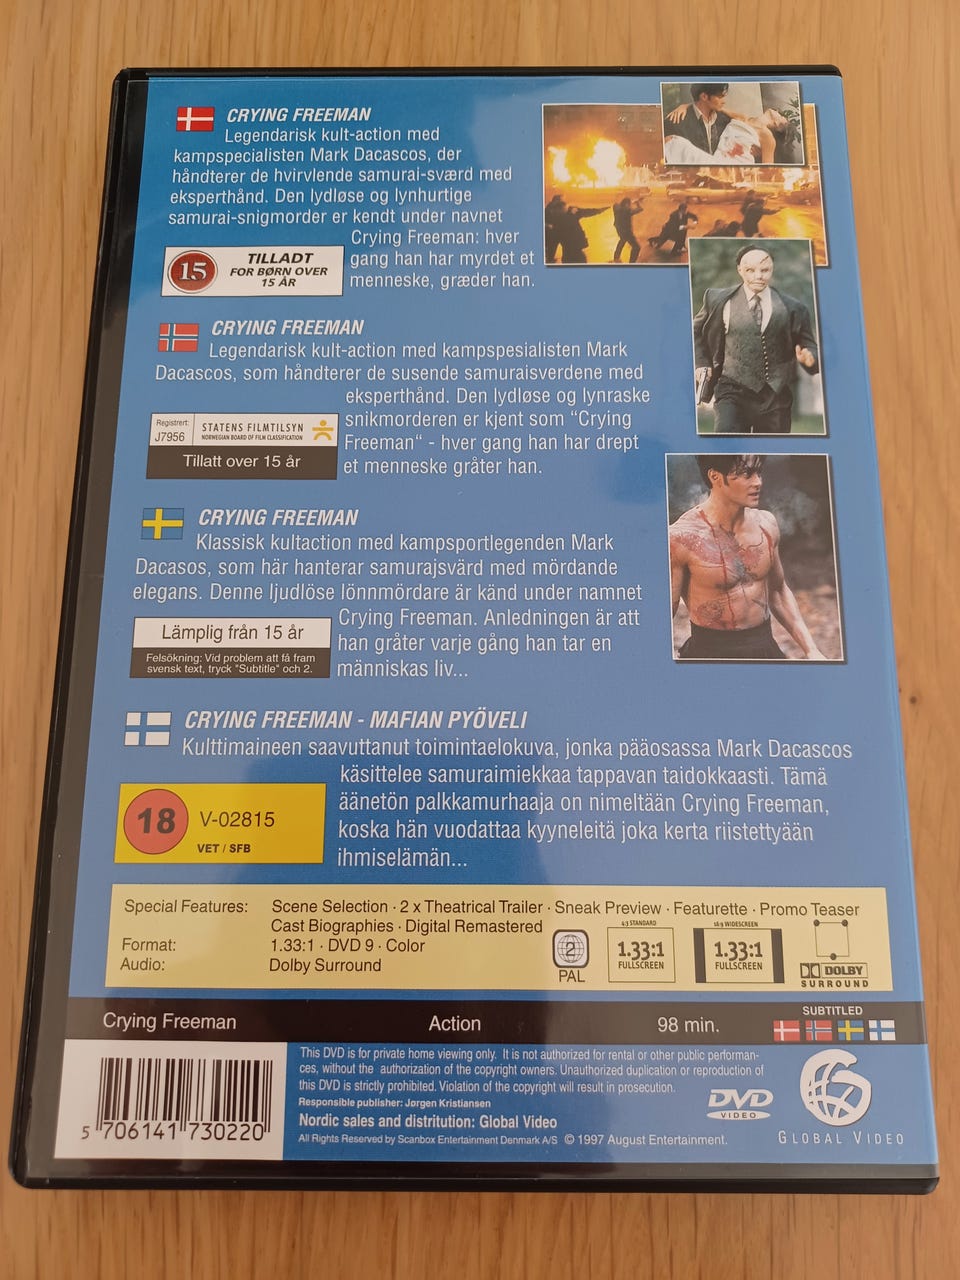 CRYING FREEMAN
Legendarisk kult-action med
kampspecialisten Mark Dacascos, der
håndterer de hvirvlende samurai-sværd med
eksperthånd. Den lydløse og lynhurtige
samurai-snigmorder er kendt under navnet
Crying Freeman: hver
gang han har myrdet et
menneske, græder han.
15
TILLADT
FOR BØRN OVER
15 ÅR
CRYING FREEMAN
Legendarisk kult-action med kampspesialisten Mark
Dacascos, som håndterer de susende samuraisverdene med
eksperthånd. Den lydløse og lynraske
snikmorderen er kjent som “Crying
Freeman“ - hver gang han har drept
et menneske gråter han.
Registrert:
J7956
STATENS FILMTILSYN
NORWEGIAN BOARD OF FILM CLASSIFICATION
Tillatt over 15 år
CRYING FREEMAN
Klassisk kultaction med kampsportlegenden Mark
Dacasos, som här hanterar samurajsvärd med mördande
elegans. Denne ljudlöse lönnmördare är känd under namnet
Crying Freeman. Anledningen är att
han gråter varje gång han tar en
människas liv...
Lämplig från 15 år
Felsökning: Vid problem att få fram
svensk text, tryck "Subtitle" och 2.
CRYING FREEMAN - MAFIAN PYÖVELI
Kulttimaineen saavuttanut toimintaelokuva, jonka pääosassa Mark Dacascos
käsittelee samuraimiekkaa tappavan taidokkaasti. Tämä
äänetön palkkamurhaaja on nimeltään Crying Freeman,
koska hän vuodattaa kyyneleitä joka kerta riistettyään
ihmiselämän...
18
V-02815
VET / SFB
Special Features: Scene Selection · 2 x Theatrical Trailer · Sneak Preview · Featurette · Promo Teaser
Cast Biographies · Digital Remastered
Format: 1.33:1 · DVD 9 · Color
Audio: Dolby Surround
2
PAL
4:3 STANDARD
1.33:1
FULLSCREEN
16:9 WIDESCREEN
1.33:1
FULLSCREEN
DOLBY
SURROUND
Crying Freeman Action 98 min.
SUBTITLED
5 706141 730220
This DVD is for private home viewing only. It is not authorized for rental or other public performan-
ces, without the authorization of the copyright owners. Unauthorized duplication or reproduction of
this DVD is strictly prohibited. Violation of the copyright will result in prosecution.
Responsible publisher: Jørgen Kristiansen
Nordic sales and distritution: Global Video
All Rights Reserved by Scanbox Entertainment Denmark A/S © 1997 August Entertainment.
DVD
VIDEO
GLOBAL VIDEO